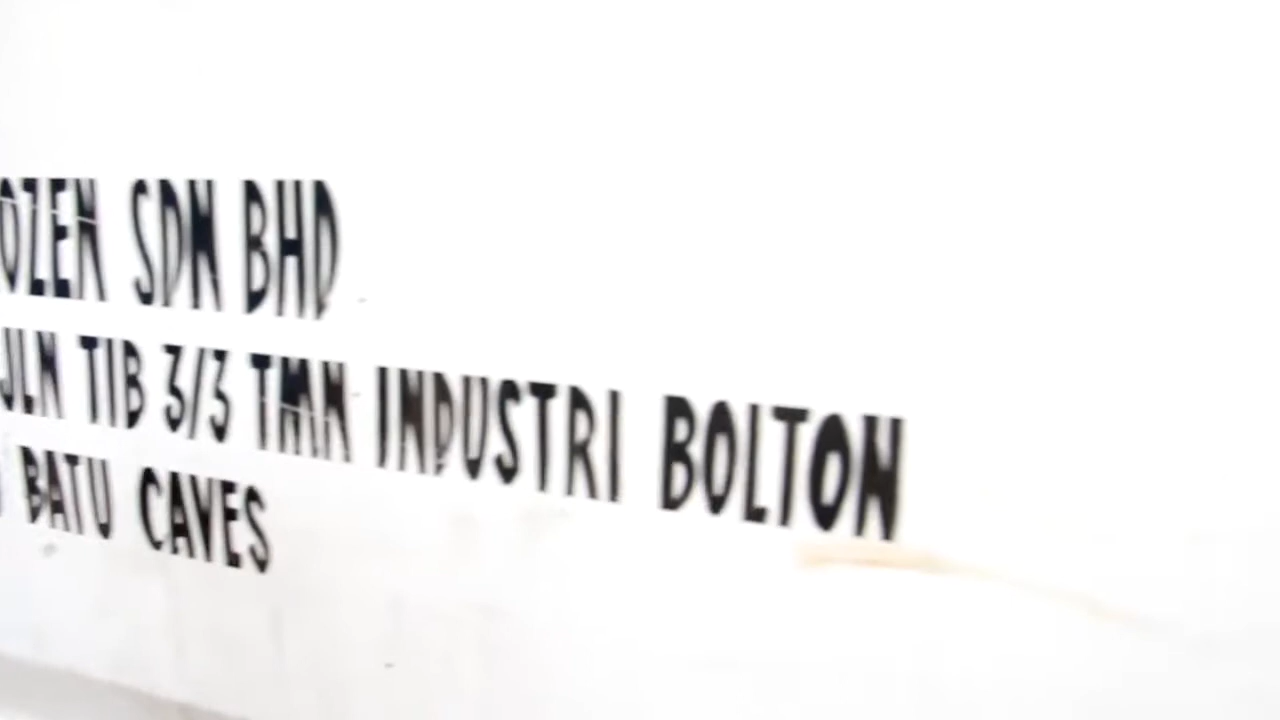 OZEN SDN BHD
JLN TIB 3/3 TMN INDUSTRI BOLTON
BATU CAVES